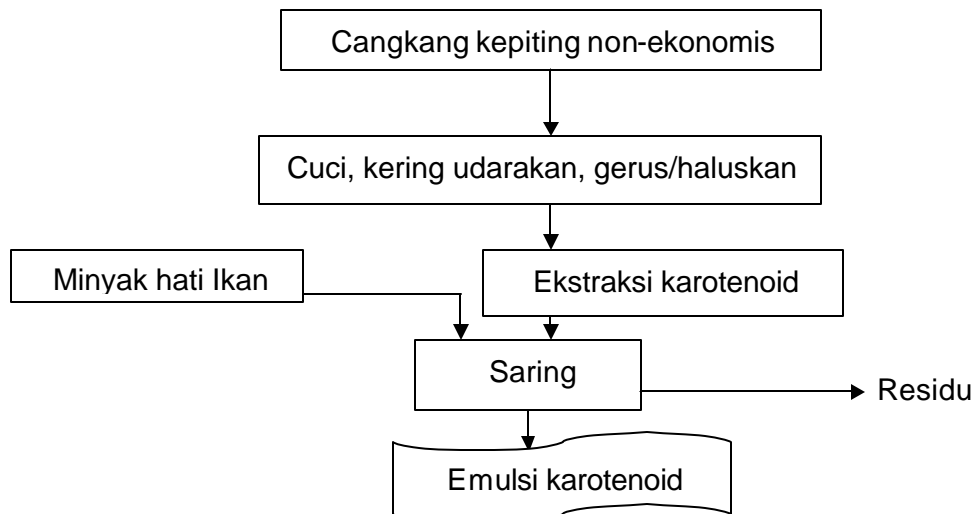 Cangkang kepiting non-ekonomis
Cuci, kering udarakan, gerus/haluskan
Minyak hati Ikan
Ekstraksi karotenoid
Saring
Residu
Emulsi karotenoid